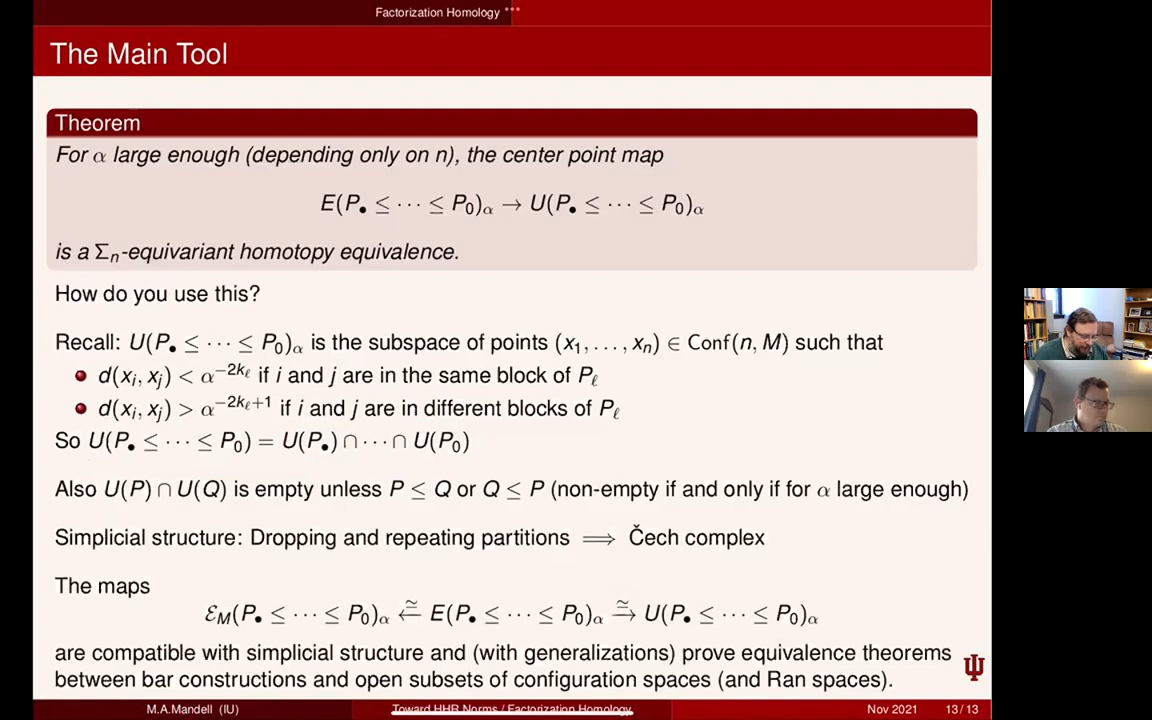 Factorization Homology
The Main Tool
Theorem
For α large enough (depending only on n), the center point map
E(P• ≤ ··· ≤ P₀)α → U(P• ≤ ··· ≤ P₀)α
is a Σₙ-equivariant homotopy equivalence.
How do you use this?
Recall: U(P• ≤ ··· ≤ P₀)α is the subspace of points (x₁, ..., xₙ) ∈ Conf(n, M) such that
d(xᵢ, xⱼ) < α^{-2k_ℓ} if i and j are in the same block of P_ℓ
d(xᵢ, xⱼ) > α^{-2k_ℓ+1} if i and j are in different blocks of P_ℓ
So U(P• ≤ ··· ≤ P₀) = U(P•) ∩ ··· ∩ U(P₀)
Also U(P) ∩ U(Q) is empty unless P ≤ Q or Q ≤ P (non-empty if and only if for α large enough)
Simplicial structure: Dropping and repeating partitions ⟹ Čech complex
The maps
ℰ_M(P• ≤ ··· ≤ P₀)α ←≃ E(P• ≤ ··· ≤ P₀)α →≃ U(P• ≤ ··· ≤ P₀)α
are compatible with simplicial structure and (with generalizations) prove equivalence theorems
between bar constructions and open subsets of configuration spaces (and Ran spaces).
M.A.Mandell (IU) Toward HHR Norms / Factorization Homology Nov 2021 13/13